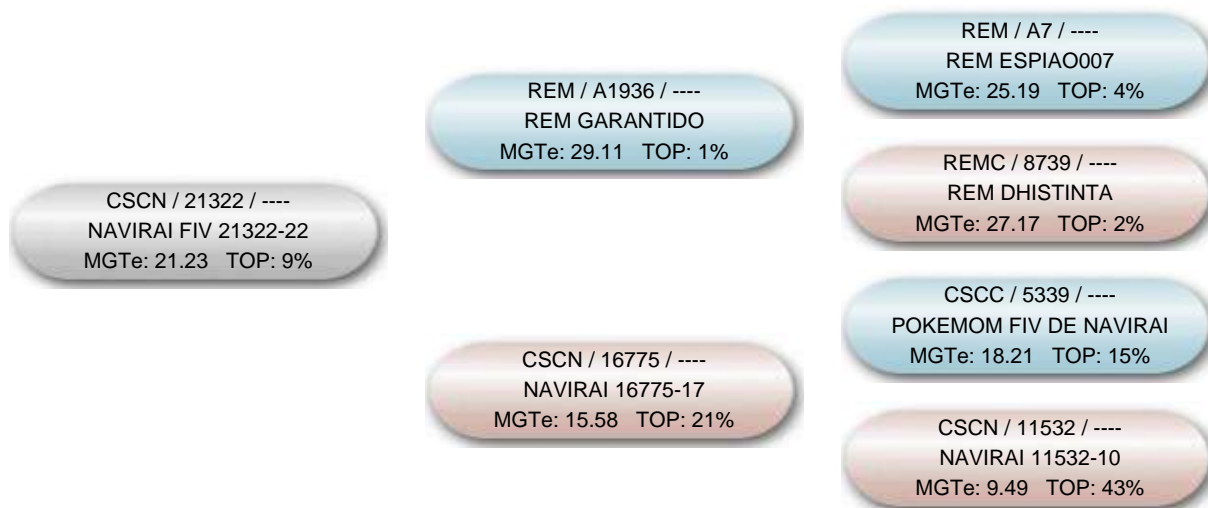 CSCN / 21322 / ----
NAVIRAI FIV 21322-22
MGTe: 21.23 TOP: 9%
REM / A1936 / ----
REM GARANTIDO
MGTe: 29.11 TOP: 1%
CSCN / 16775 / ----
NAVIRAI 16775-17
MGTe: 15.58 TOP: 21%
REM / A7 / ----
REM ESPIAO007
MGTe: 25.19 TOP: 4%
REMC / 8739 / ----
REM DHISTINTA
MGTe: 27.17 TOP: 2%
CSCC / 5339 / ----
POKEMOM FIV DE NAVIRAI
MGTe: 18.21 TOP: 15%
CSCN / 11532 / ----
NAVIRAI 11532-10
MGTe: 9.49 TOP: 43%